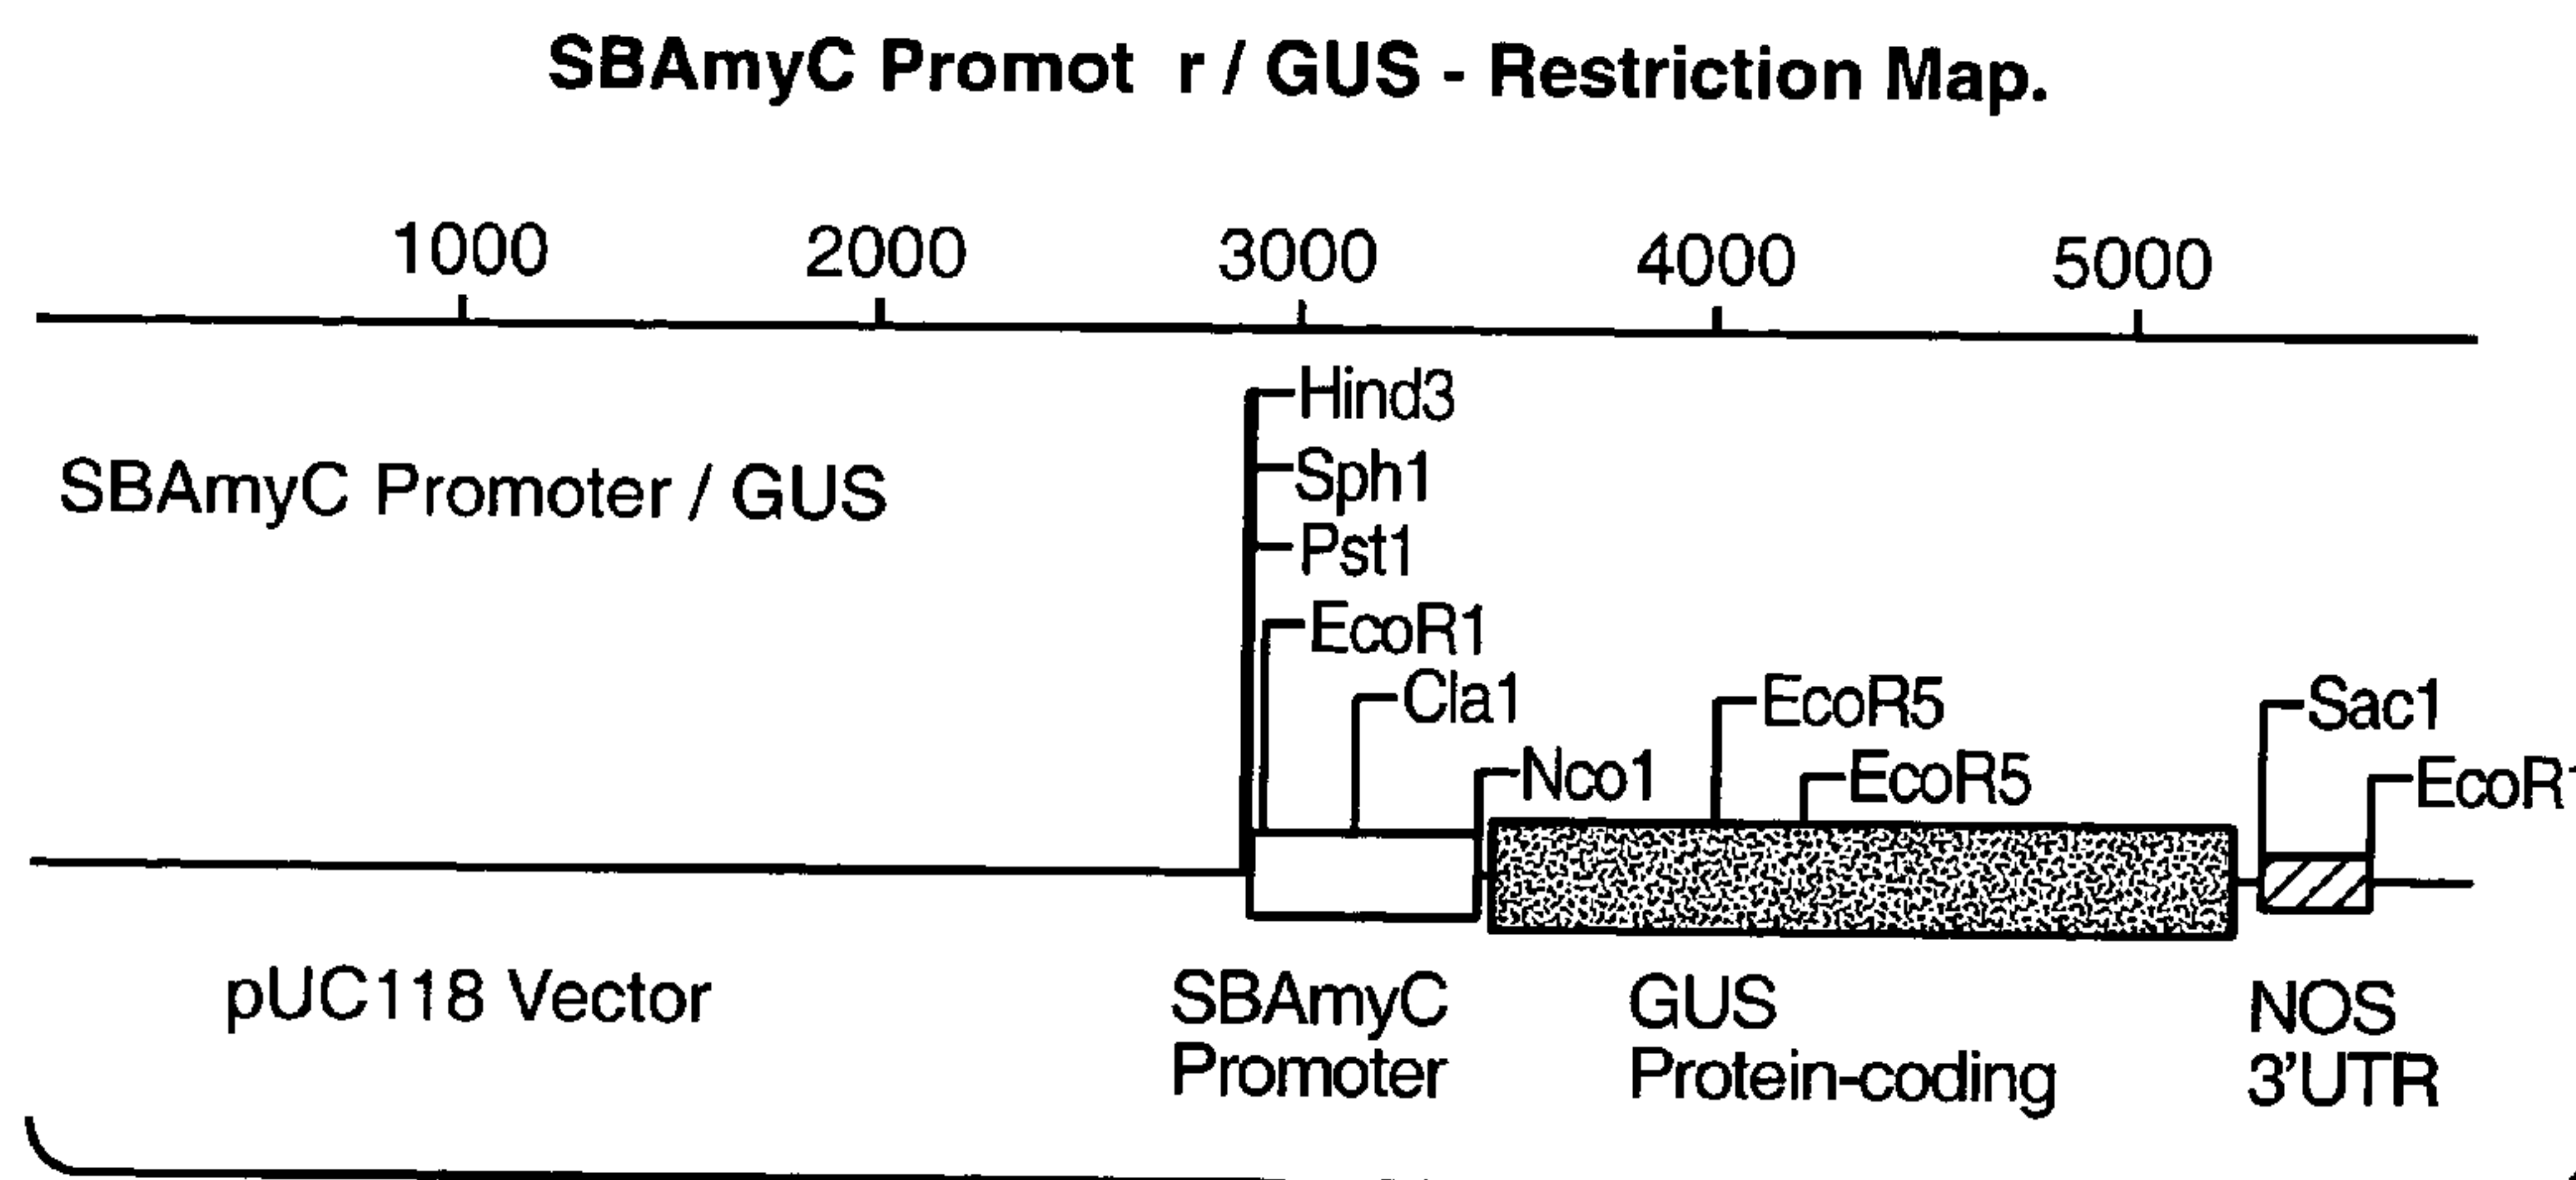 SBAmyC Promot r / GUS - Restriction Map.
1000 2000 3000 4000 5000
Hind3
SBAmyC Promoter / GUS
Sph1
Pst1
EcoR1
Cla1
EcoR5
Sac1
Nco1
EcoR5
EcoR1
pUC118 Vector
SBAmyC
Promoter
GUS
Protein-coding
NOS
3'UTR